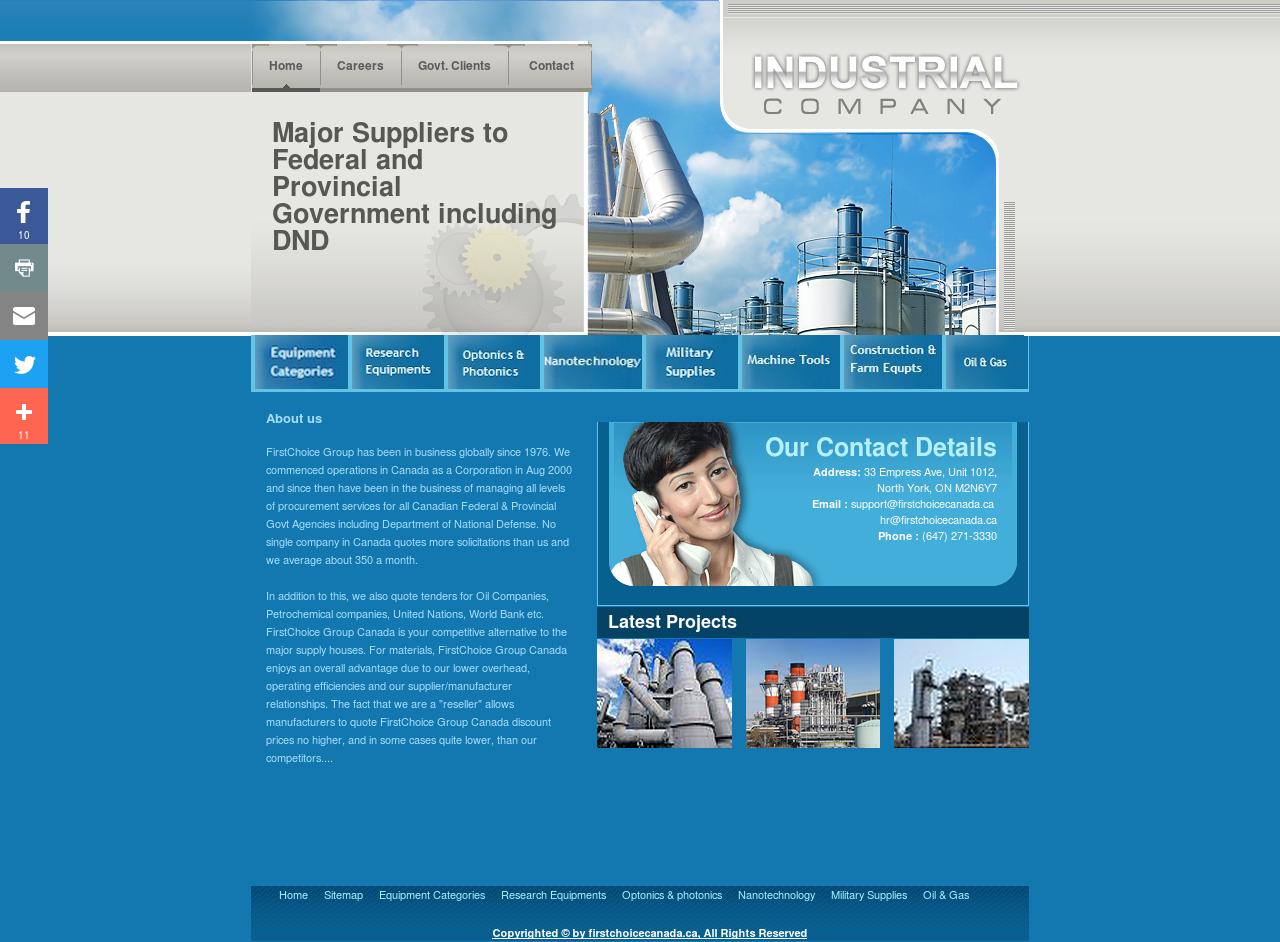 INDUSTRIAL
COMPANY
Home
Careers
Govt. Clients
Contact
Major Suppliers to
Federal and
Provincial
Government including
DND
10
11
Equipment
Categories
Research
Equipments
Optonics &
Photonics
Nanotechnology
Military
Supplies
Machine Tools
Construction &
Farm Equpts
Oil & Gas
About us
FirstChoice Group has been in business globally since 1976. We
commenced operations in Canada as a Corporation in Aug 2000
and since then have been in the business of managing all levels
of procurement services for all Canadian Federal & Provincial
Govt Agencies including Department of National Defense. No
single company in Canada quotes more solicitations than us and
we average about 350 a month.
In addition to this, we also quote tenders for Oil Companies,
Petrochemical companies, United Nations, World Bank etc.
FirstChoice Group Canada is your competitive alternative to the
major supply houses. For materials, FirstChoice Group Canada
enjoys an overall advantage due to our lower overhead,
operating efficiencies and our supplier/manufacturer
relationships. The fact that we are a "reseller" allows
manufacturers to quote FirstChoice Group Canada discount
prices no higher, and in some cases quite lower, than our
competitors....
Our Contact Details
Address: 33 Empress Ave, Unit 1012,
North York, ON M2N6Y7
Email : support@firstchoicecanada.ca
hr@firstchoicecanada.ca
Phone : (647) 271-3330
Latest Projects
Home Sitemap Equipment Categories Research Equipments Optonics & photonics Nanotechnology Military Supplies Oil & Gas
Copyrighted © by firstchoicecanada.ca, All Rights Reserved